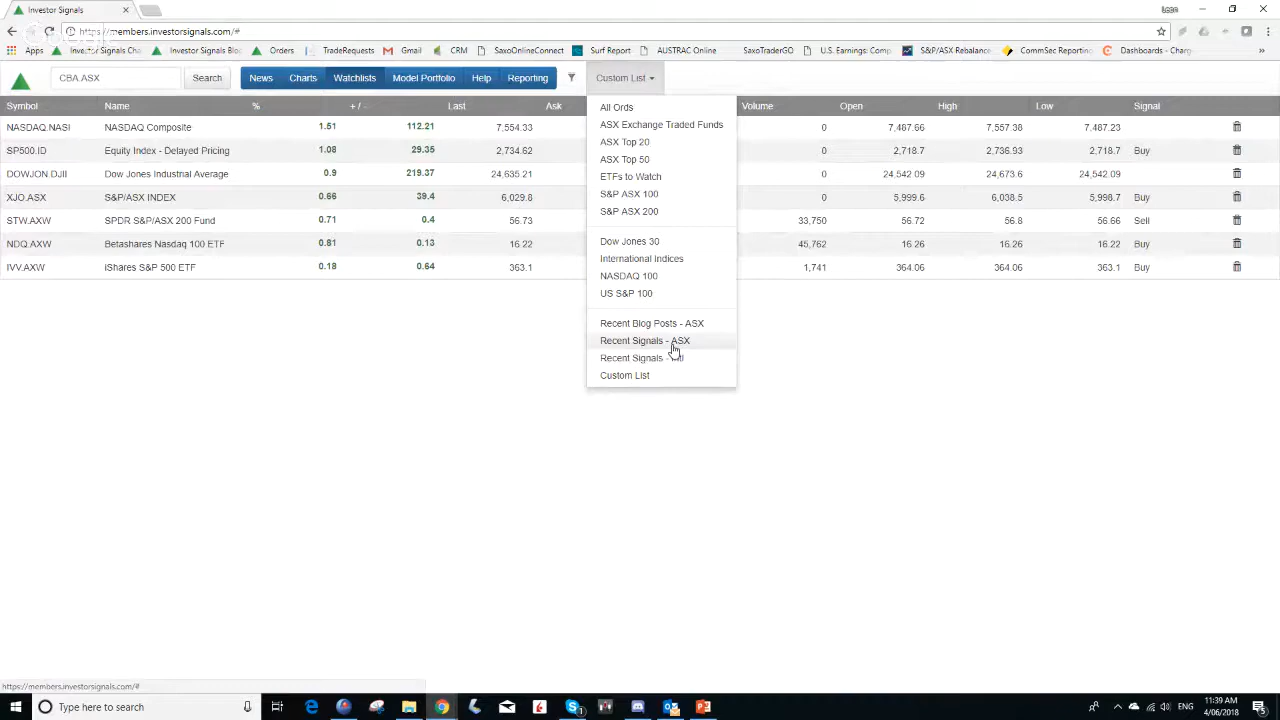 Investor Signals
https://members.investorsignals.com/#
Apps Investor Signals Cha Investor Signals Blo Orders TradeRequests Gmail CRM SaxoOnlineConnect Surf Report AUSTRAC Online SaxoTraderGO U.S. Earnings: Comp S&P/ASX Rebalance CommSec Reporting Dashboards - Charg
CBA ASX Search News Charts Watchlists Model Portfolio Help Reporting Custom List
Symbol Name % + / - Last Ask Volume Open High Low Signal
NASDAQ.NASI NASDAQ Composite 1.51 112.21 7,554.33 0 7,487.66 7,557.38 7,487.23
SP500.ID Equity Index - Delayed Pricing 1.08 29.35 2,734.62 0 2,718.7 2,736.93 2,718.7 Buy
DOWJON.DJI Dow Jones Industrial Average 0.9 219.37 24,635.21 0 24,542.09 24,673.6 24,542.09
XJO.ASX S&P/ASX INDEX 0.66 39.4 6,029.8 0 5,999.6 6,038.5 5,998.7 Buy
STW.AXW SPDR S&P/ASX 200 Fund 0.71 0.4 56.73 33,750 56.72 56.8 56.66 Sell
NDQ.AXW Betashares Nasdaq 100 ETF 0.81 0.13 16.22 45,762 16.26 16.26 16.22 Buy
IVV.AXW iShares S&P 500 ETF 0.18 0.64 363.1 1,741 364.06 364.06 363.1 Buy
All Ords
ASX Exchange Traded Funds
ASX Top 20
ASX Top 50
ETFs to Watch
S&P ASX 100
S&P ASX 200
Dow Jones 30
International Indices
NASDAQ 100
US S&P 100
Recent Blog Posts - ASX
Recent Signals - ASX
Recent Signals - Intl
Custom List
https://members.investorsignals.com/#
Type here to search
ENG
11:39 AM
4/06/2018
5